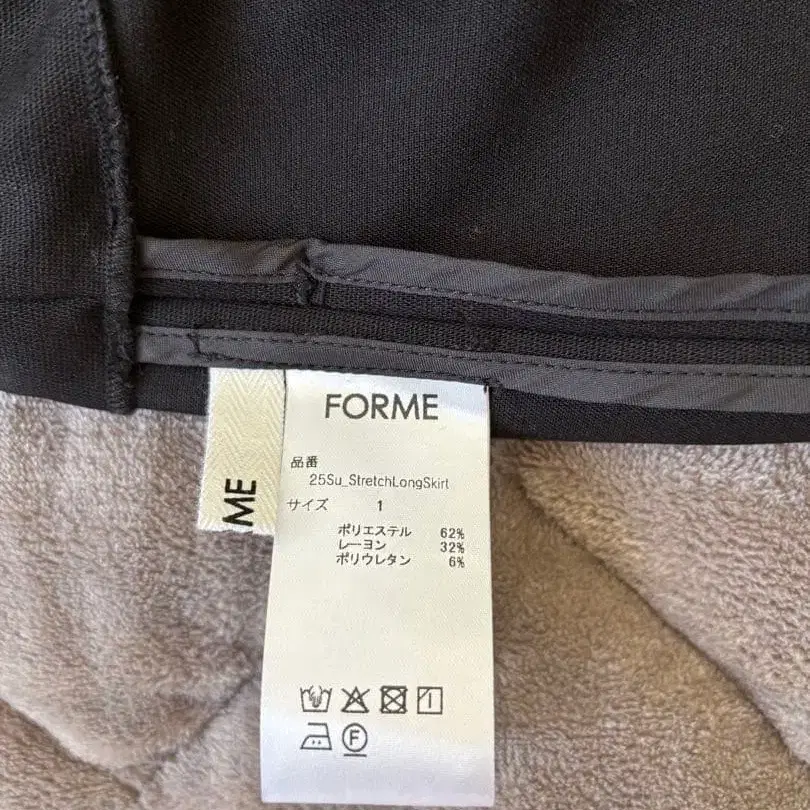 FORME
品番
25Su_StretchLongSkirt
サイズ 1
ポリエステル 62%
レーヨン 32%
ポリウレタン 6%
F
ME